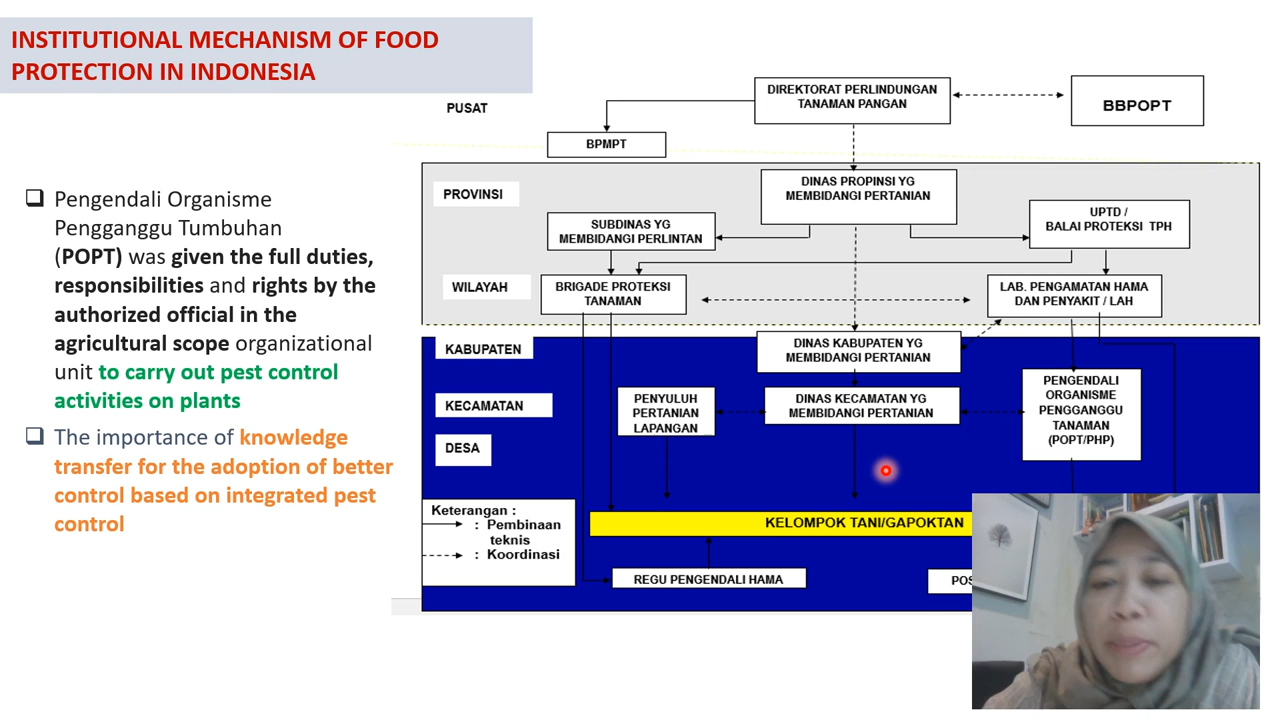 INSTITUTIONAL MECHANISM OF FOOD
PROTECTION IN INDONESIA
Pengendali Organisme
Pengganggu Tumbuhan
(POPT) was given the full duties,
responsibilities and rights by the
authorized official in the
agricultural scope organizational
unit to carry out pest control
activities on plants
The importance of knowledge
transfer for the adoption of better
control based on integrated pest
control
PUSAT
DIREKTORAT PERLINDUNGAN
TANAMAN PANGAN
BBPOPT
BPMPT
PROVINSI
DINAS PROPINSI YG
MEMBIDANGI PERTANIAN
SUBDINAS YG
MEMBIDANGI PERLINTAN
UPTD /
BALAI PROTEKSI TPH
WILAYAH
BRIGADE PROTEKSI
TANAMAN
LAB. PENGAMATAN HAMA
DAN PENYAKIT / LAH
KABUPATEN
DINAS KABUPATEN YG
MEMBIDANGI PERTANIAN
KECAMATAN
PENYULUH
PERTANIAN
LAPANGAN
DINAS KECAMATAN YG
MEMBIDANGI PERTANIAN
PENGENDALI
ORGANISME
PENGGANGGU
TANAMAN
(POPT/PHP)
DESA
Keterangan :
: Pembinaan
teknis
: Koordinasi
KELOMPOK TANI/GAPOKTAN
REGU PENGENDALI HAMA